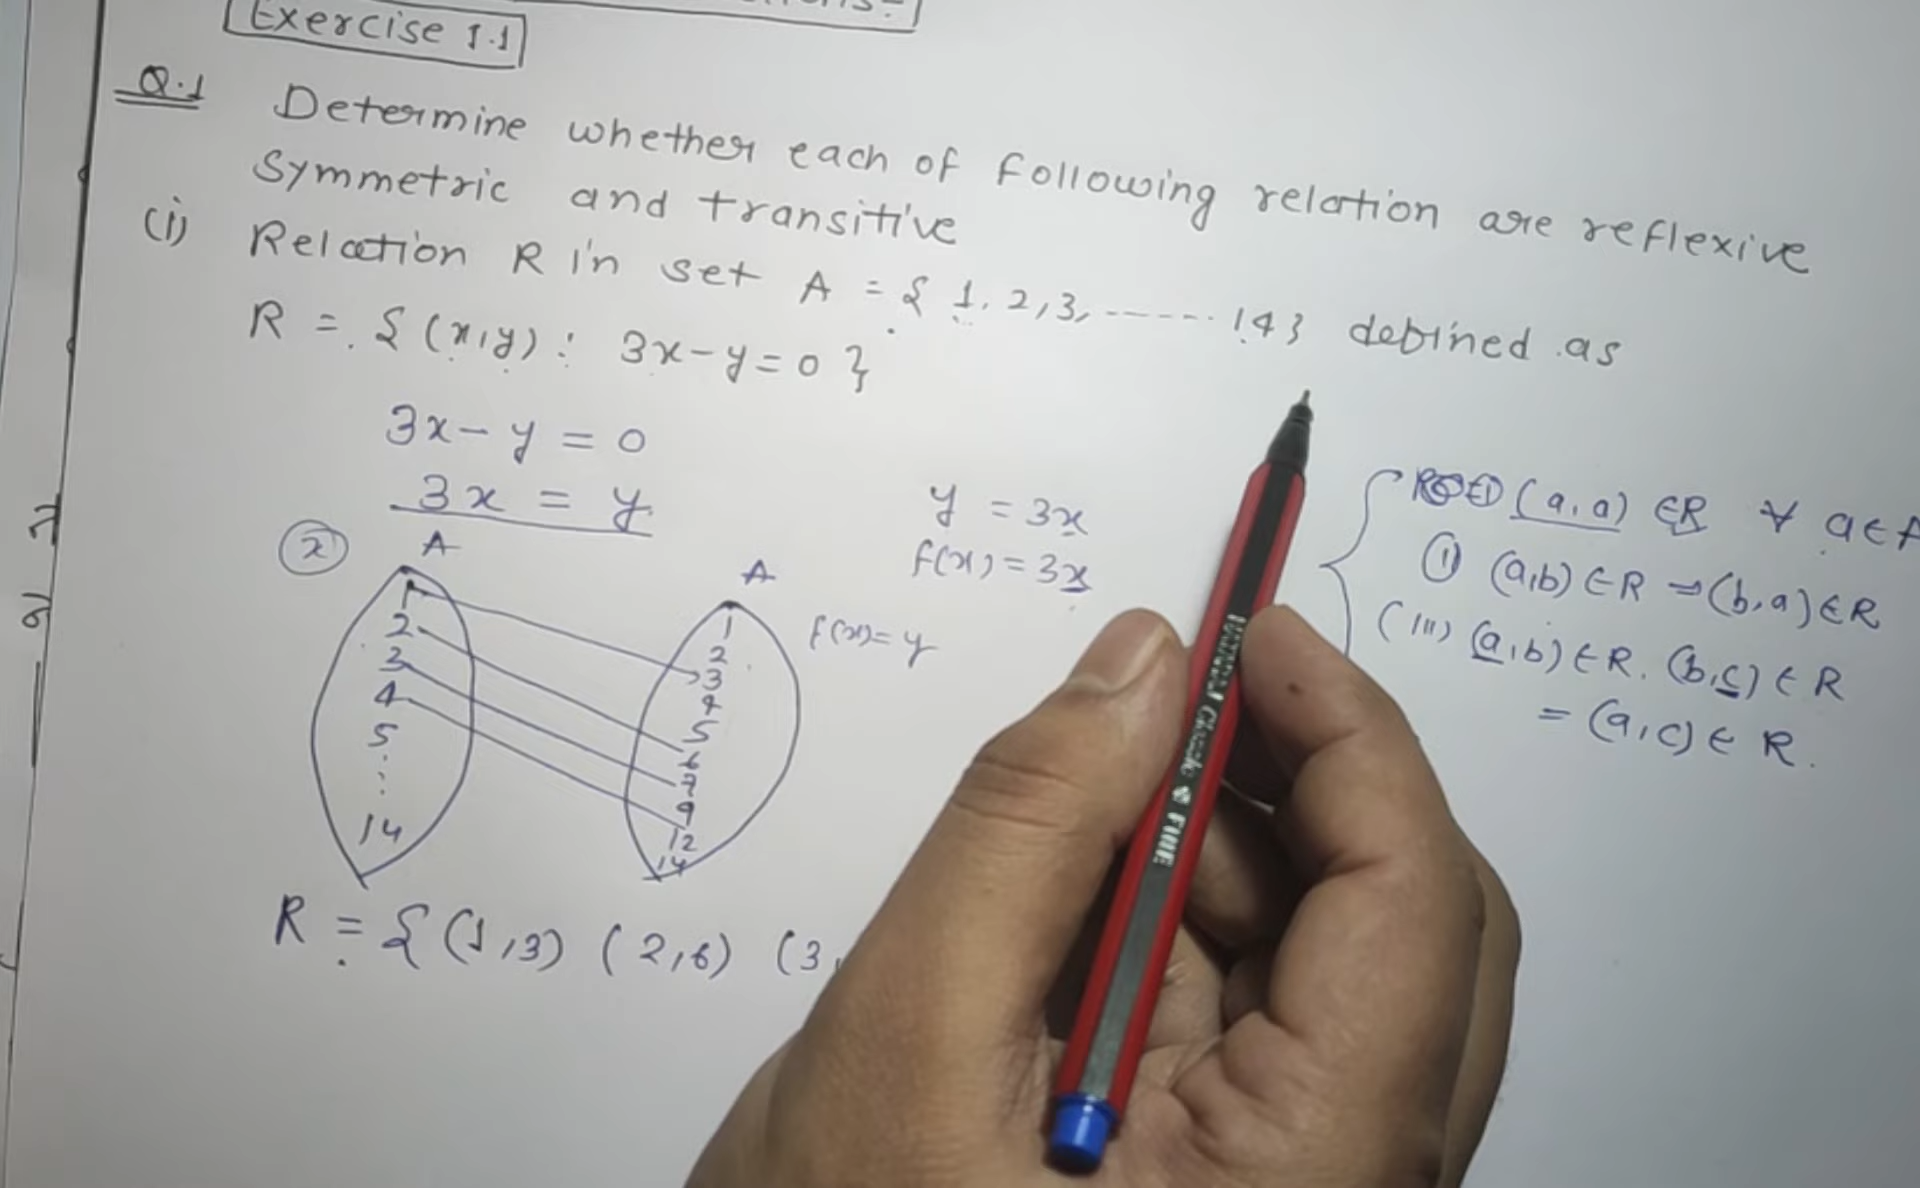 Exercise 1.1
Q.1 Determine whether each of following relation are reflexive
Symmetric and transitive
(i) Relation R in set A = { 1, 2, 3, ------ 14 } defined as
R = { (x,y) : 3x-y=0 }
3x - y = 0
3x = y
y = 3x
f(x) = 3x
f(x) = y
x
A
1
2
3
4
5
14
A
1
2
3
4
5
6
7
9
12
14
(a,a) ∈R ∀ a∈A
(a,b) ∈R → (b,a) ∈R
(III) (a,b) ∈ R. (b,c) ∈ R
= (a,c) ∈ R.
R = { (1,3) (2,6) (3,
FINE